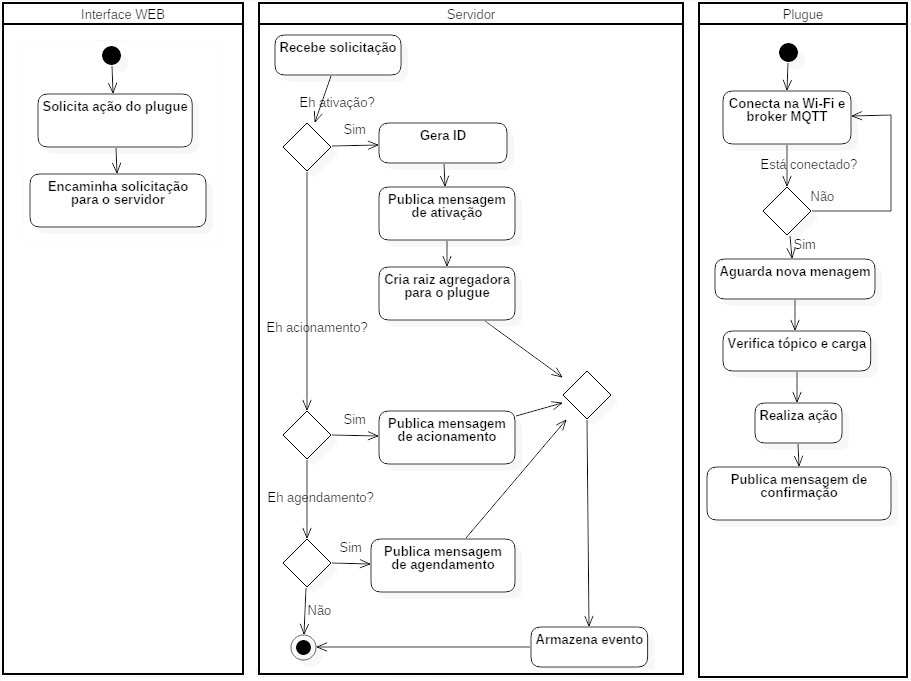 Interface WEB
Solicita ação do plugue
Encaminha solicitação
para o servidor
Servidor
Recebe solicitação
Eh ativação?
Sim
Gera ID
Publica mensagem
de ativação
Cria raiz agregadora
para o plugue
Eh acionamento?
Sim
Publica mensagem
de acionamento
Eh agendamento?
Sim
Publica mensagem
de agendamento
Não
Armazena evento
Plugue
Conecta na Wi-Fi e
broker MQTT
Está conectado?
Não
Sim
Aguarda nova menagem
Verifica tópico e carga
Realiza ação
Publica mensagem de
confirmação